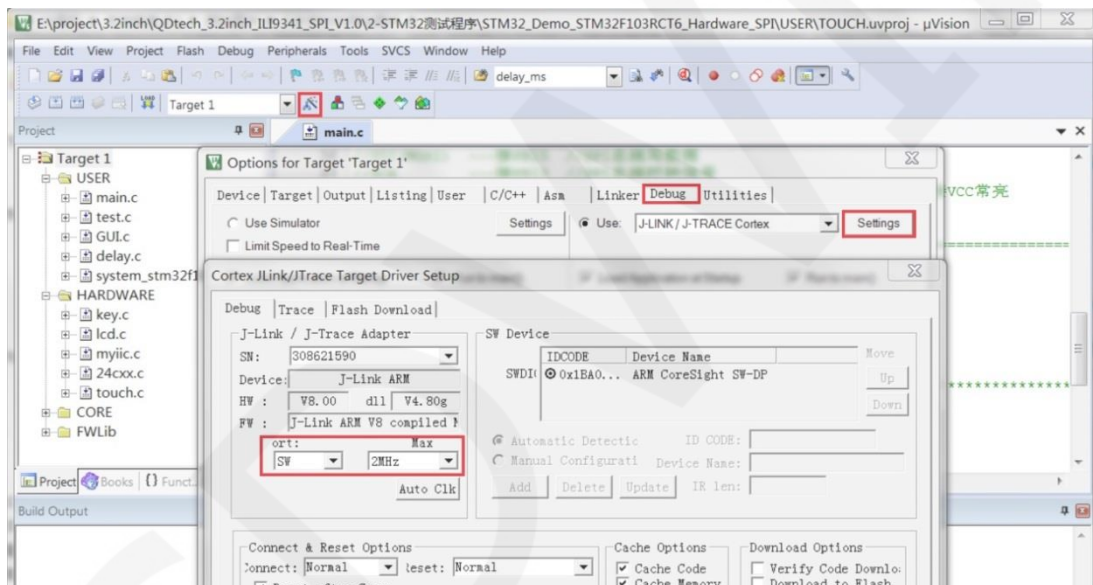 E:\project\3.2inch\QDtech_3.2inch_ILI9341_SPI_V1.0\2-STM32测试程序\STM32_Demo_STM32F103RCT6_Hardware_SPI\USER\TOUCH.uvproj - µVision
File Edit View Project Flash Debug Peripherals Tools SVCS Window Help
delay_ms
Target 1
Project
main.c
Target 1
USER
main.c
test.c
GUI.c
delay.c
system_stm32f1
HARDWARE
key.c
lcd.c
myiic.c
24cxx.c
touch.c
CORE
FWLib
Project Books {} Funct...
Build Output
VCC常亮
Options for Target 'Target 1'
Device Target Output Listing User C/C++ Asm Linker Debug Utilities
Use Simulator Settings Use: J-LINK / J-TRACE Cortex Settings
Limit Speed to Real-Time
Cortex JLink/JTrace Target Driver Setup
Debug Trace Flash Download
J-Link / J-Trace Adapter
SN: 308621590
Device: J-Link ARM
HW : V8.00 dll V4.80g
FW : J-Link ARM V8 compiled M
ort: Max
SW 2MHz
Auto Clk
SW Device
IDCODE Device Name
SWDI 0x1BA0... ARM CoreSight SW-DP
Move
Up
Down
Automatic Detectic ID CODE:
Manual Configurati Device Name:
Add Delete Update IR len:
Connect & Reset Options
Connect: Normal Reset: Normal
Cache Options
Cache Code
Cache Memory
Download Options
Verify Code Downlo
Download to Flash